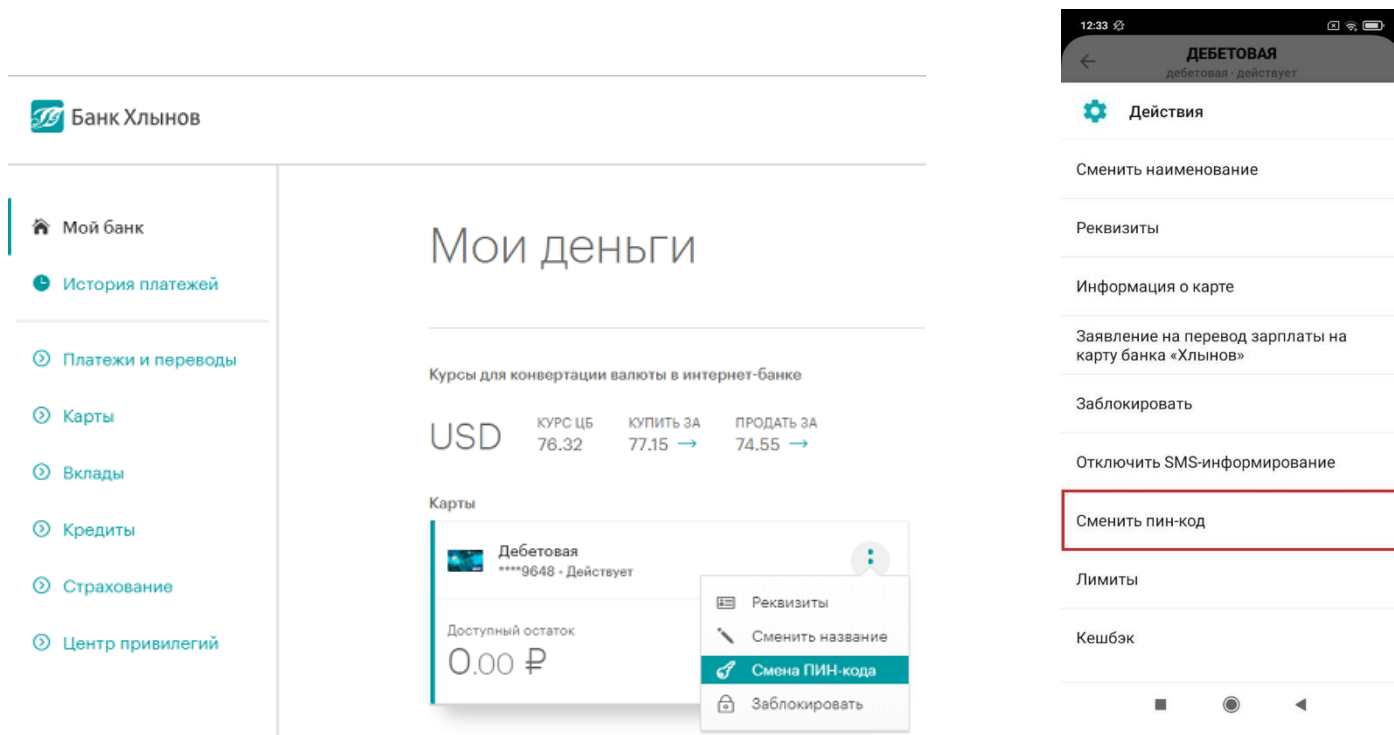 Банк Хлынов
Мой банк
История платежей
Платежи и переводы
Карты
Вклады
Кредиты
Страхование
Центр привилегий
Мои деньги
Курсы для конвертации валюты в интернет-банке
USD
КУРС ЦБ
76.32
КУПИТЬ ЗА
77.15 →
ПРОДАТЬ ЗА
74.55 →
Карты
Дебетовая
****9648 • Действует
Доступный остаток
0.00 ₽
Реквизиты
Сменить название
Смена ПИН-кода
Заблокировать
12:33
ДЕБЕТОВАЯ
дебетовая · действует
Действия
Сменить наименование
Реквизиты
Информация о карте
Заявление на перевод зарплаты на
карту банка «Хлынов»
Заблокировать
Отключить SMS-информирование
Сменить пин-код
Лимиты
Кешбэк